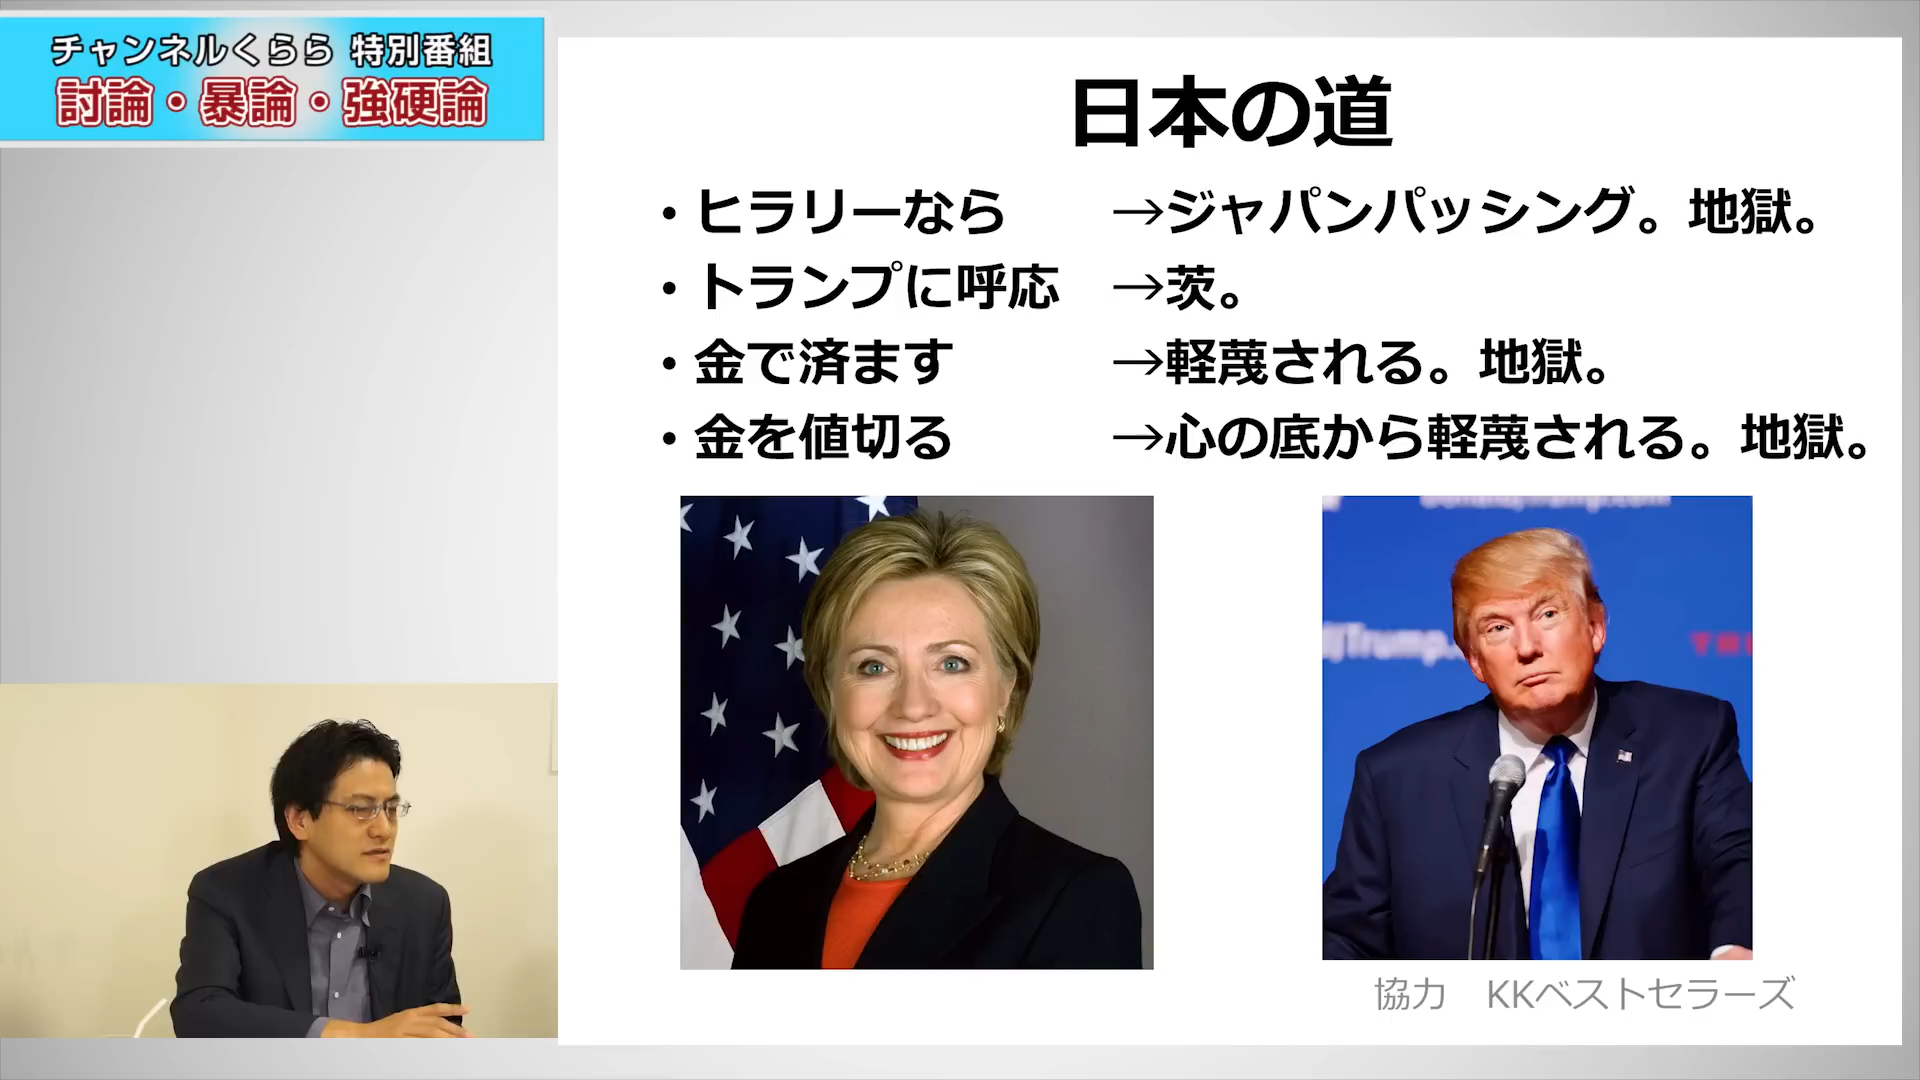 チャンネルくらら 特別番組
討論・暴論・強硬論
日本の道
・ヒラリーなら →ジャパンパッシング。地獄。
・トランプに呼応 →茨。
・金で済ます →軽蔑される。地獄。
・金を値切る →心の底から軽蔑される。地獄。
DonaldJTrump.com
JTrump.
TR
協力 KKベストセラーズ